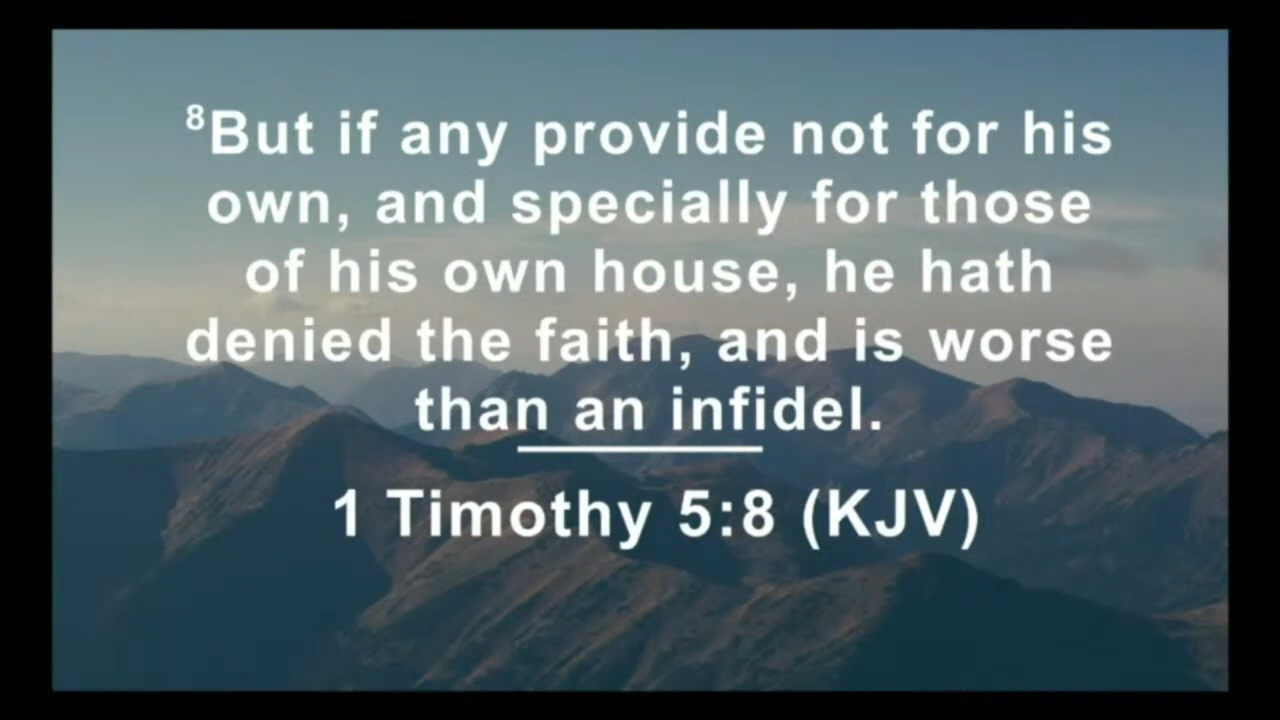 ⁸But if any provide not for his
own, and specially for those
of his own house, he hath
denied the faith, and is worse
than an infidel.
1 Timothy 5:8 (KJV)